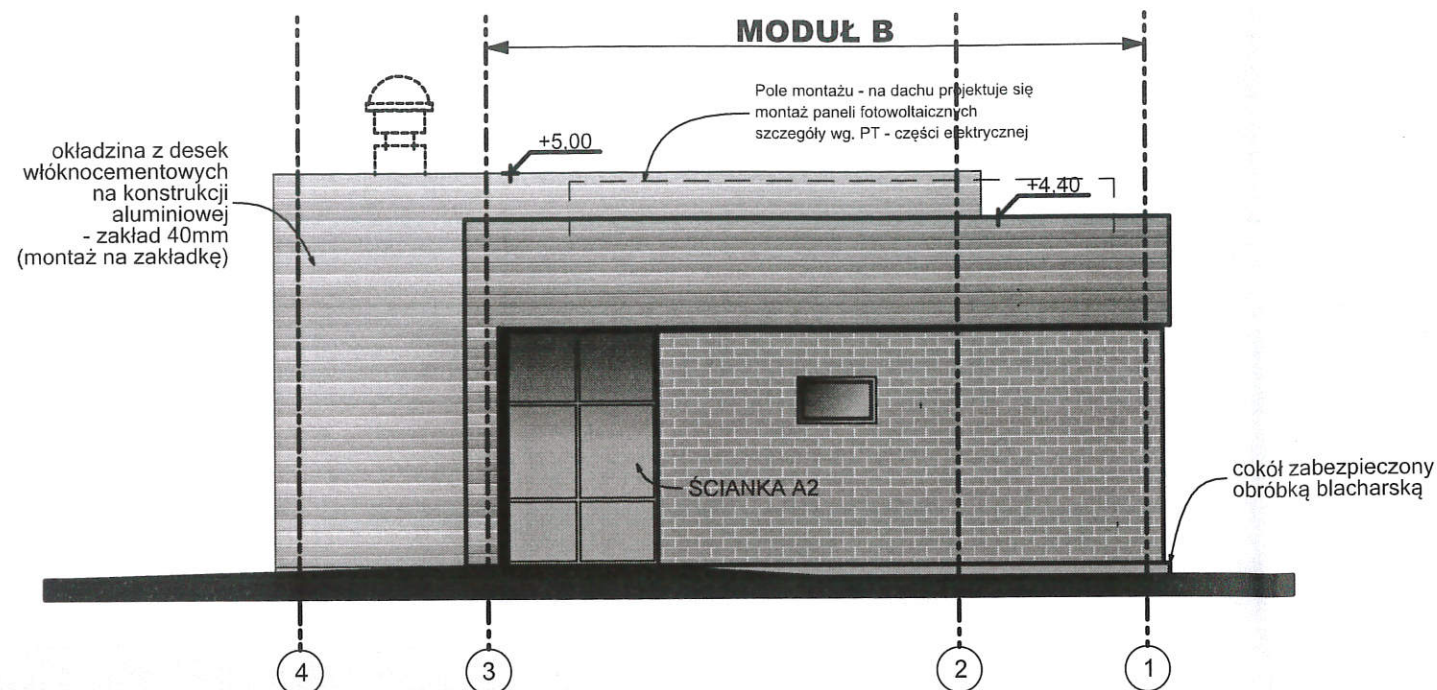 MODUŁ B
Pole montażu - na dachu projektuje się
montaż paneli fotowoltaicznych
szczegóły wg. PT - części elektrycznej
+5,00
+4,40
okładzina z desek
włóknocementowych
na konstrukcji
aluminiowej
- zakład 40mm
(montaż na zakładkę)
ŚCIANKA A2
cokół zabezpieczony
obróbką blacharską
4
3
2
1